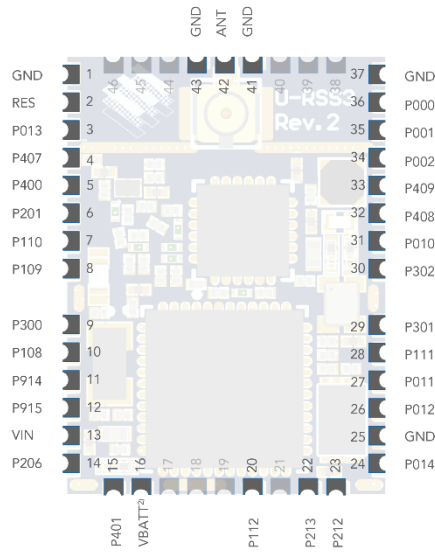 GND ANT GND
46 45 44 43 42 41 40 39 38
U-RSS3
Rev.2
GND 1 37 GND
RES 2 36 P000
P013 3 35 P001
P407 4 34 P002
P400 5 33 P409
P201 6 32 P408
P110 7 31 P010
P109 8 30 P302
P300 9 29 P301
P108 10 28 P111
P914 11 27 P011
P915 12 26 P012
VIN 13 25 GND
P206 14 24 P014
15 16 17 18 19 20 21 22 23
P401 VBATT²⁾ P112 P213 P212